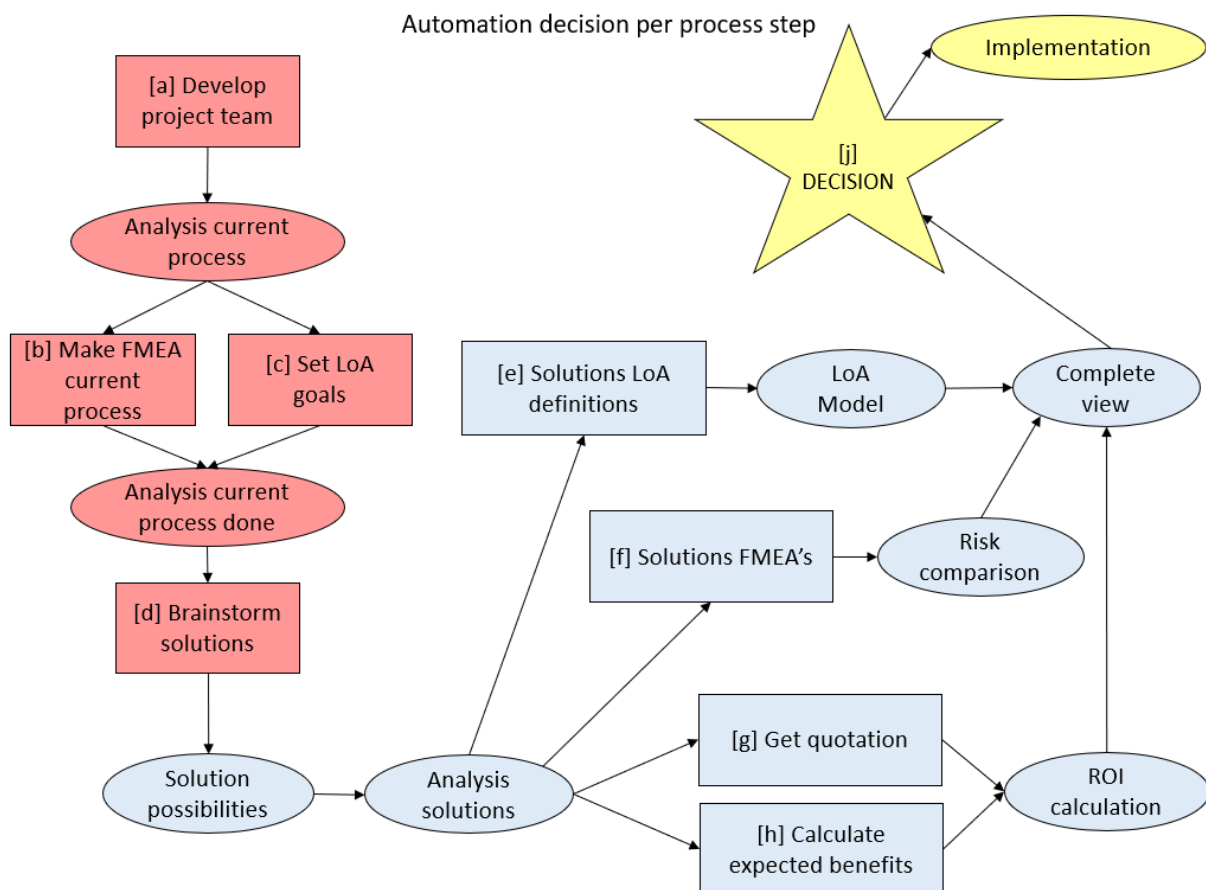 Automation decision per process step
[a] Develop
project team
Analysis current
process
[b] Make FMEA
current
process
[c] Set LoA
goals
Analysis current
process done
[d] Brainstorm
solutions
Solution
possibilities
Analysis
solutions
[e] Solutions LoA
definitions
LoA
Model
[f] Solutions FMEA's
Risk
comparison
[g] Get quotation
[h] Calculate
expected benefits
ROI
calculation
Complete
view
[j]
DECISION
Implementation